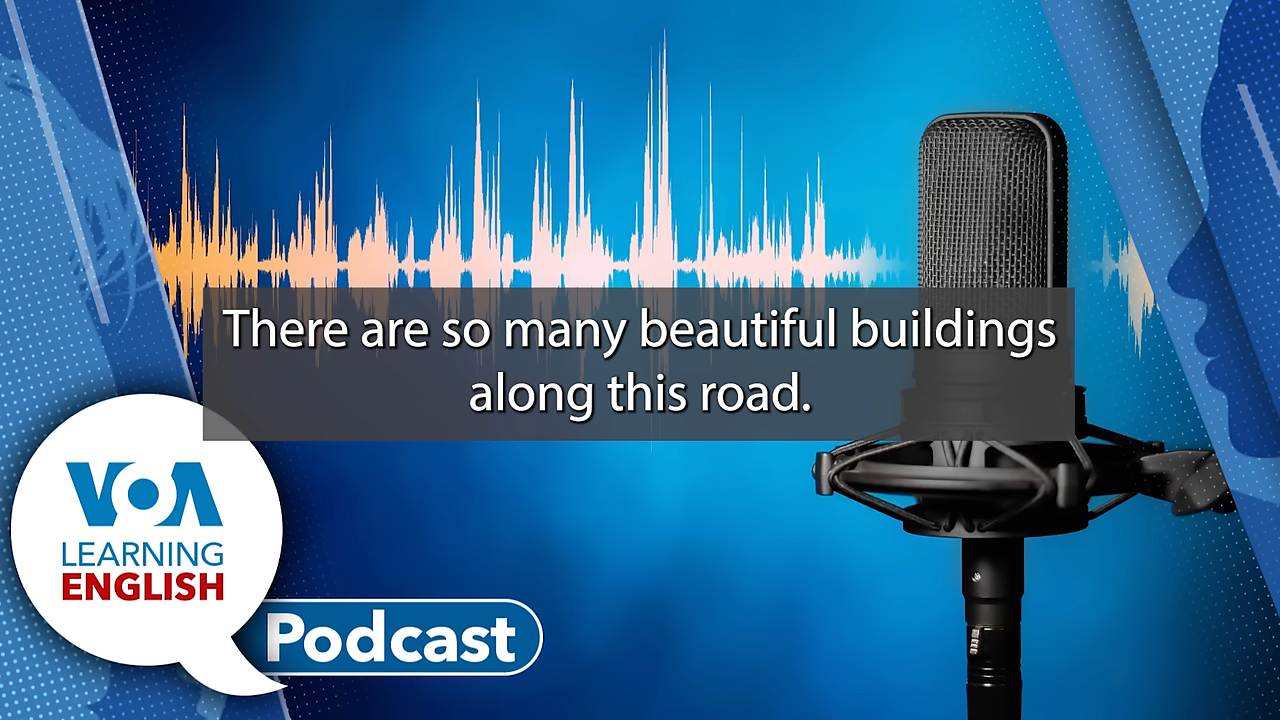 There are so many beautiful buildings
along this road.
VOA
LEARNING
ENGLISH
Podcast